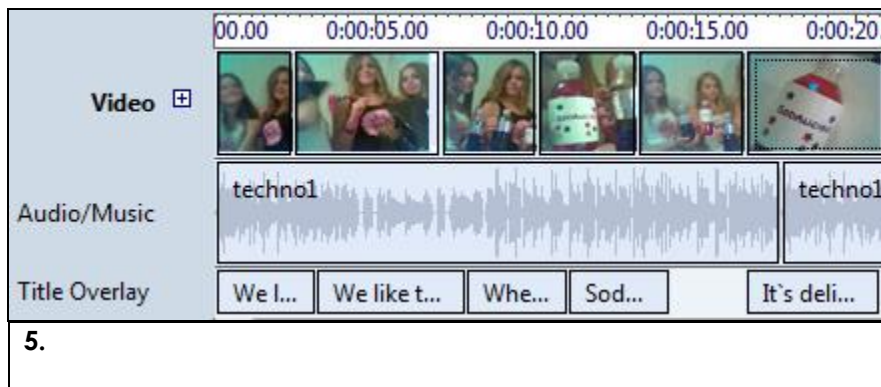 00.00 0:00:05.00 0:00:10.00 0:00:15.00 0:00:20
Video
techno1 techno1
Audio/Music
Title Overlay We l... We like t... Whe... Sod... It`s deli...
5.